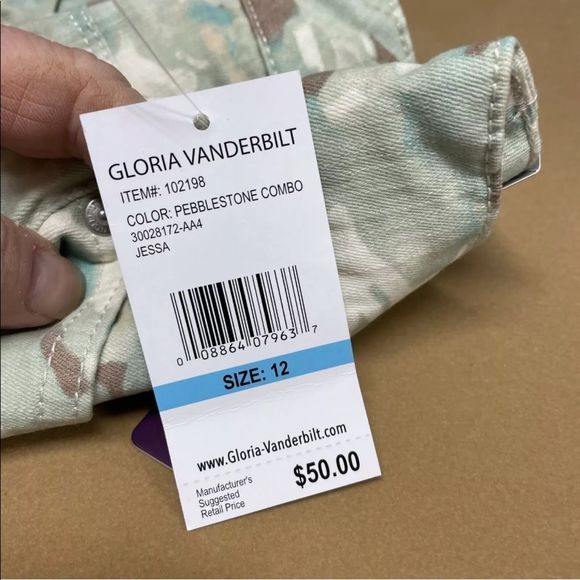 GLORIA VANDERBILT
ITEM#: 102198
COLOR: PEBBLESTONE COMBO
30028172-AA4
JESSA
0 08864 07963 7
SIZE: 12
www.Gloria-Vanderbilt.com
Manufacturer's
Suggested
Retail Price
$50.00